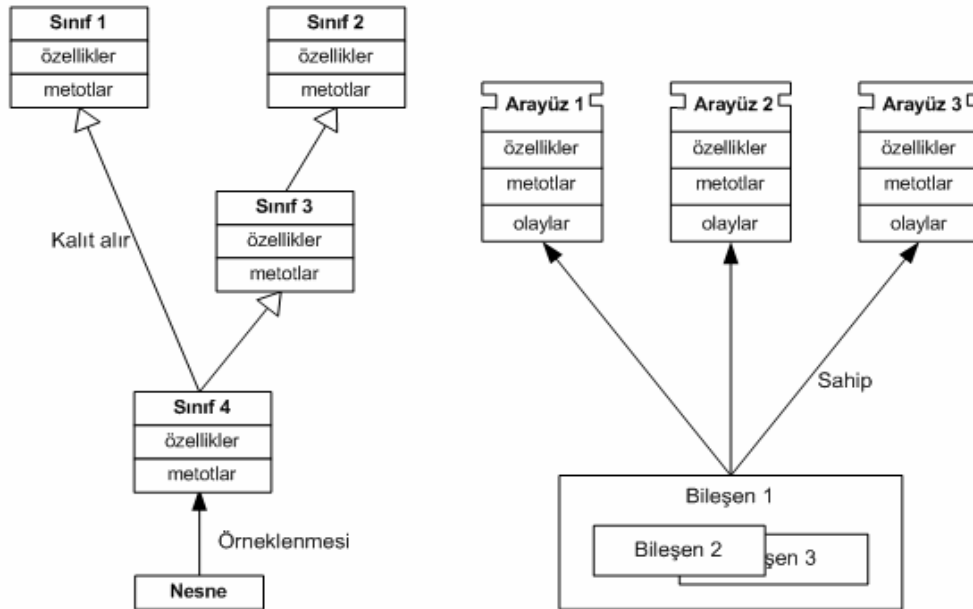 Sınıf 1
özellikler
metotlar
Sınıf 2
özellikler
metotlar
Sınıf 3
özellikler
metotlar
Kalıt alır
Sınıf 4
özellikler
metotlar
Örneklenmesi
Nesne
Arayüz 1
özellikler
metotlar
olaylar
Arayüz 2
özellikler
metotlar
olaylar
Arayüz 3
özellikler
metotlar
olaylar
Sahip
Bileşen 1
Bileşen 2
şen 3